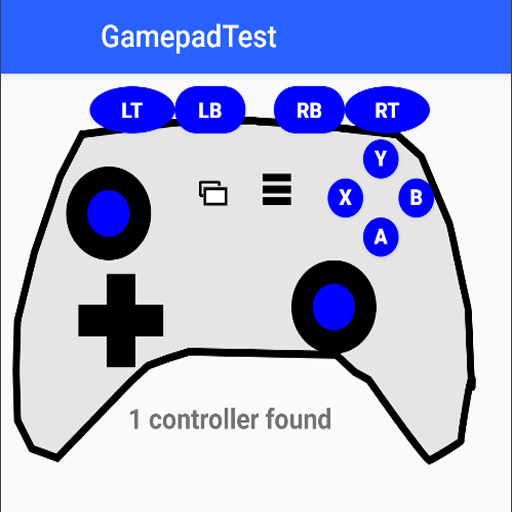 GamepadTest
LT LB RB RT
Y
X B
A
1 controller found